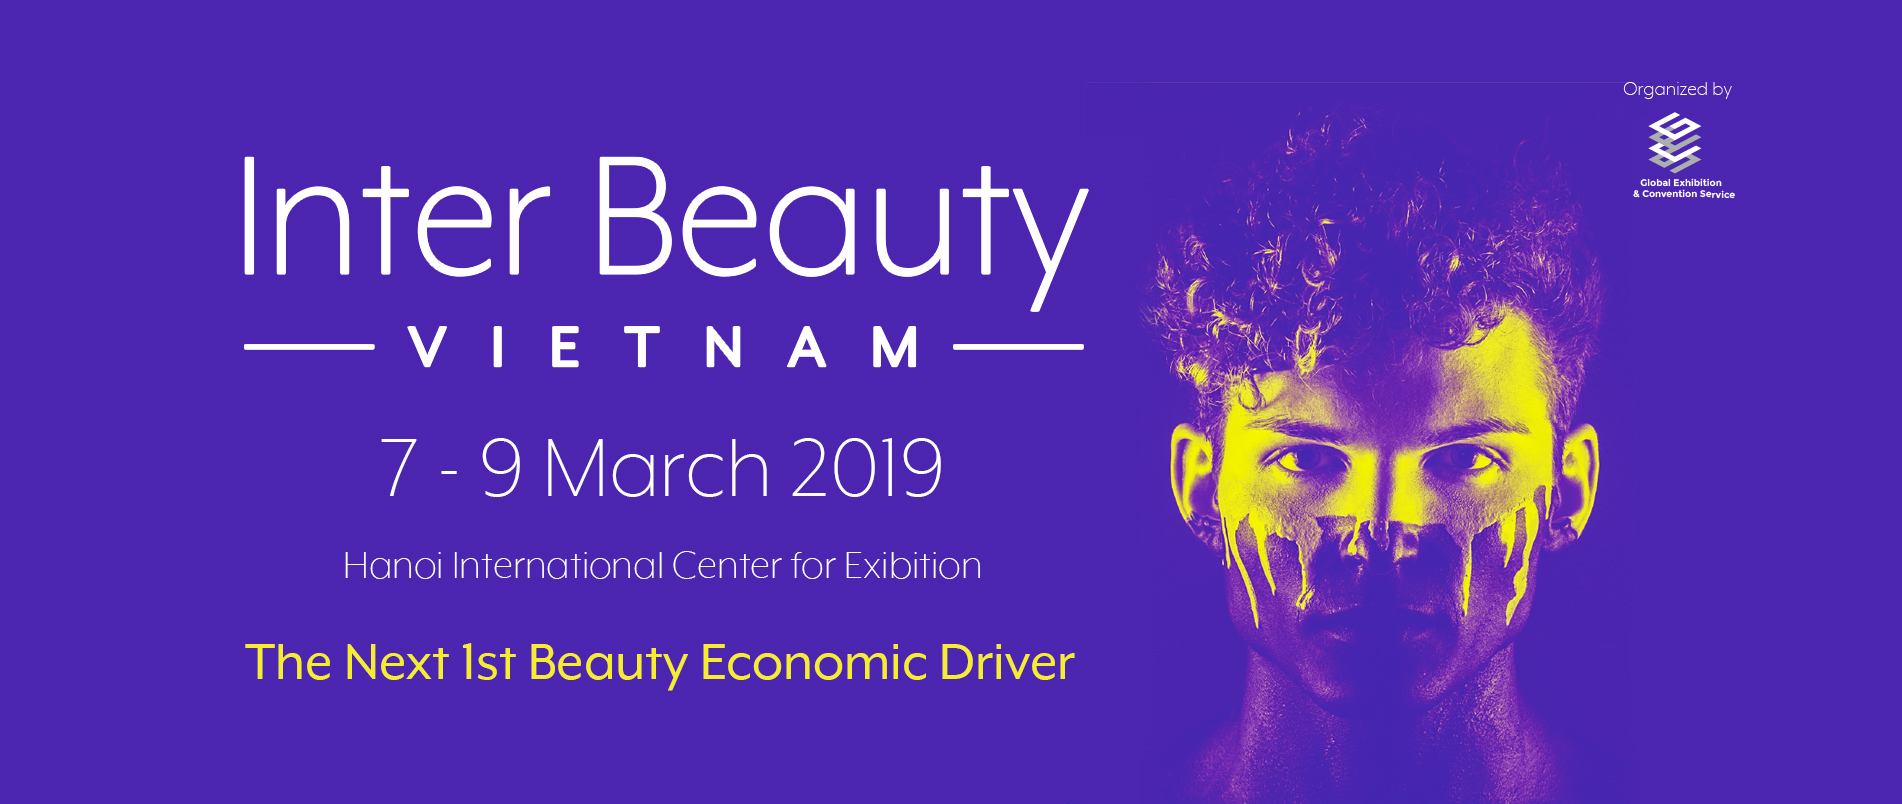 Organized by
Global Exhibition
& Convention Service
Inter Beauty
VIETNAM
7 - 9 March 2019
Hanoi International Center for Exibition
The Next 1st Beauty Economic Driver